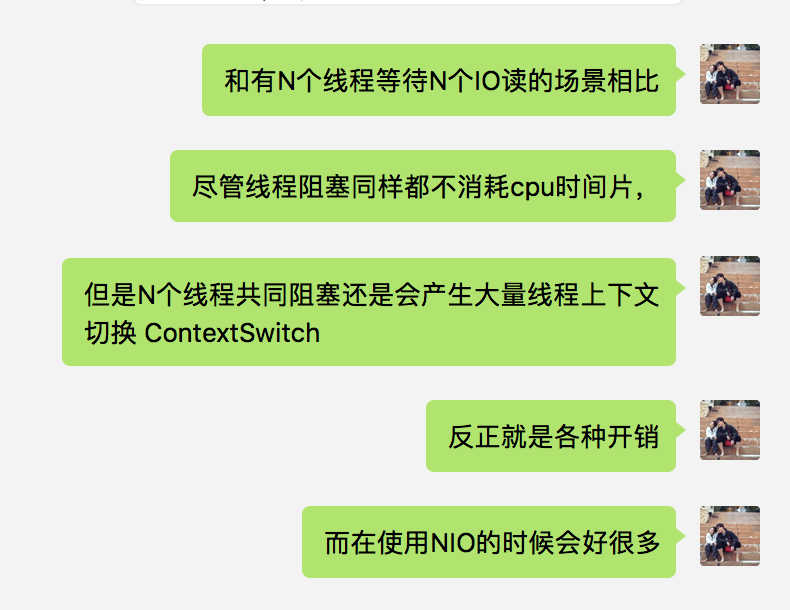 和有N个线程等待N个IO读的场景相比
尽管线程阻塞同样都不消耗cpu时间片，
但是N个线程共同阻塞还是会产生大量线程上下文
切换 ContextSwitch
反正就是各种开销
而在使用NIO的时候会好很多